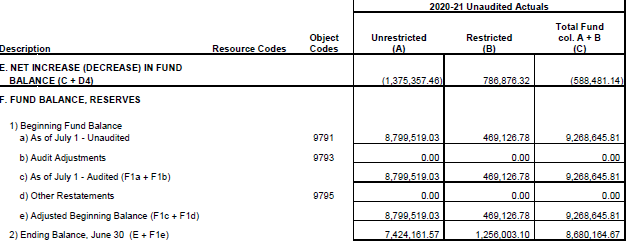 2020-21 Unaudited Actuals
Description Resource Codes Object Codes Unrestricted (A) Restricted (B) Total Fund col. A + B (C)
E. NET INCREASE (DECREASE) IN FUND
BALANCE (C + D4) (1,375,357.46) 786,876.32 (588,481.14)
F. FUND BALANCE, RESERVES
1) Beginning Fund Balance
a) As of July 1 - Unaudited 9791 8,799,519.03 469,126.78 9,268,645.81
b) Audit Adjustments 9793 0.00 0.00 0.00
c) As of July 1 - Audited (F1a + F1b) 8,799,519.03 469,126.78 9,268,645.81
d) Other Restatements 9795 0.00 0.00 0.00
e) Adjusted Beginning Balance (F1c + F1d) 8,799,519.03 469,126.78 9,268,645.81
2) Ending Balance, June 30 (E + F1e) 7,424,161.57 1,256,003.10 8,680,164.67